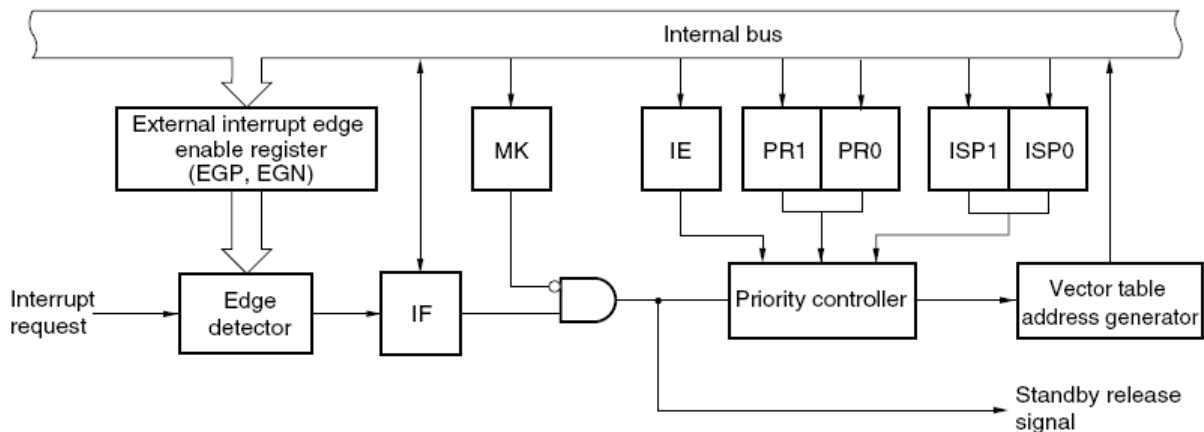 Internal bus
External interrupt edge
enable register
(EGP, EGN)
MK
IE
PR1
PR0
ISP1
ISP0
Interrupt
request
Edge
detector
IF
Priority controller
Vector table
address generator
Standby release
signal